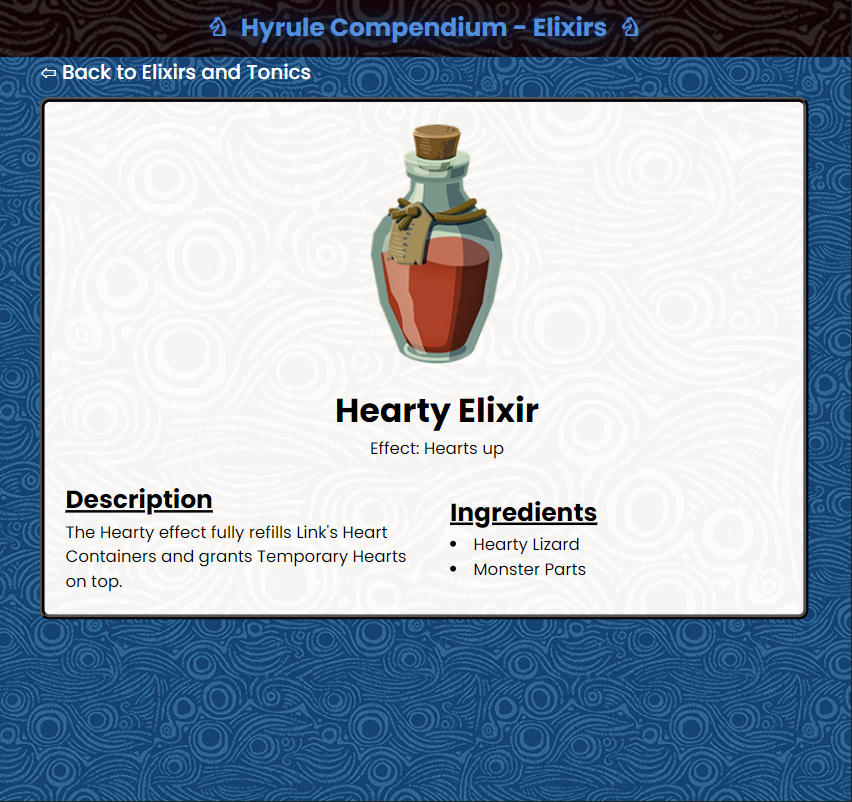 ♘ Hyrule Compendium - Elixirs ♘
⇦ Back to Elixirs and Tonics
Hearty Elixir
Effect: Hearts up
Description
The Hearty effect fully refills Link's Heart
Containers and grants Temporary Hearts
on top.
Ingredients
• Hearty Lizard
• Monster Parts